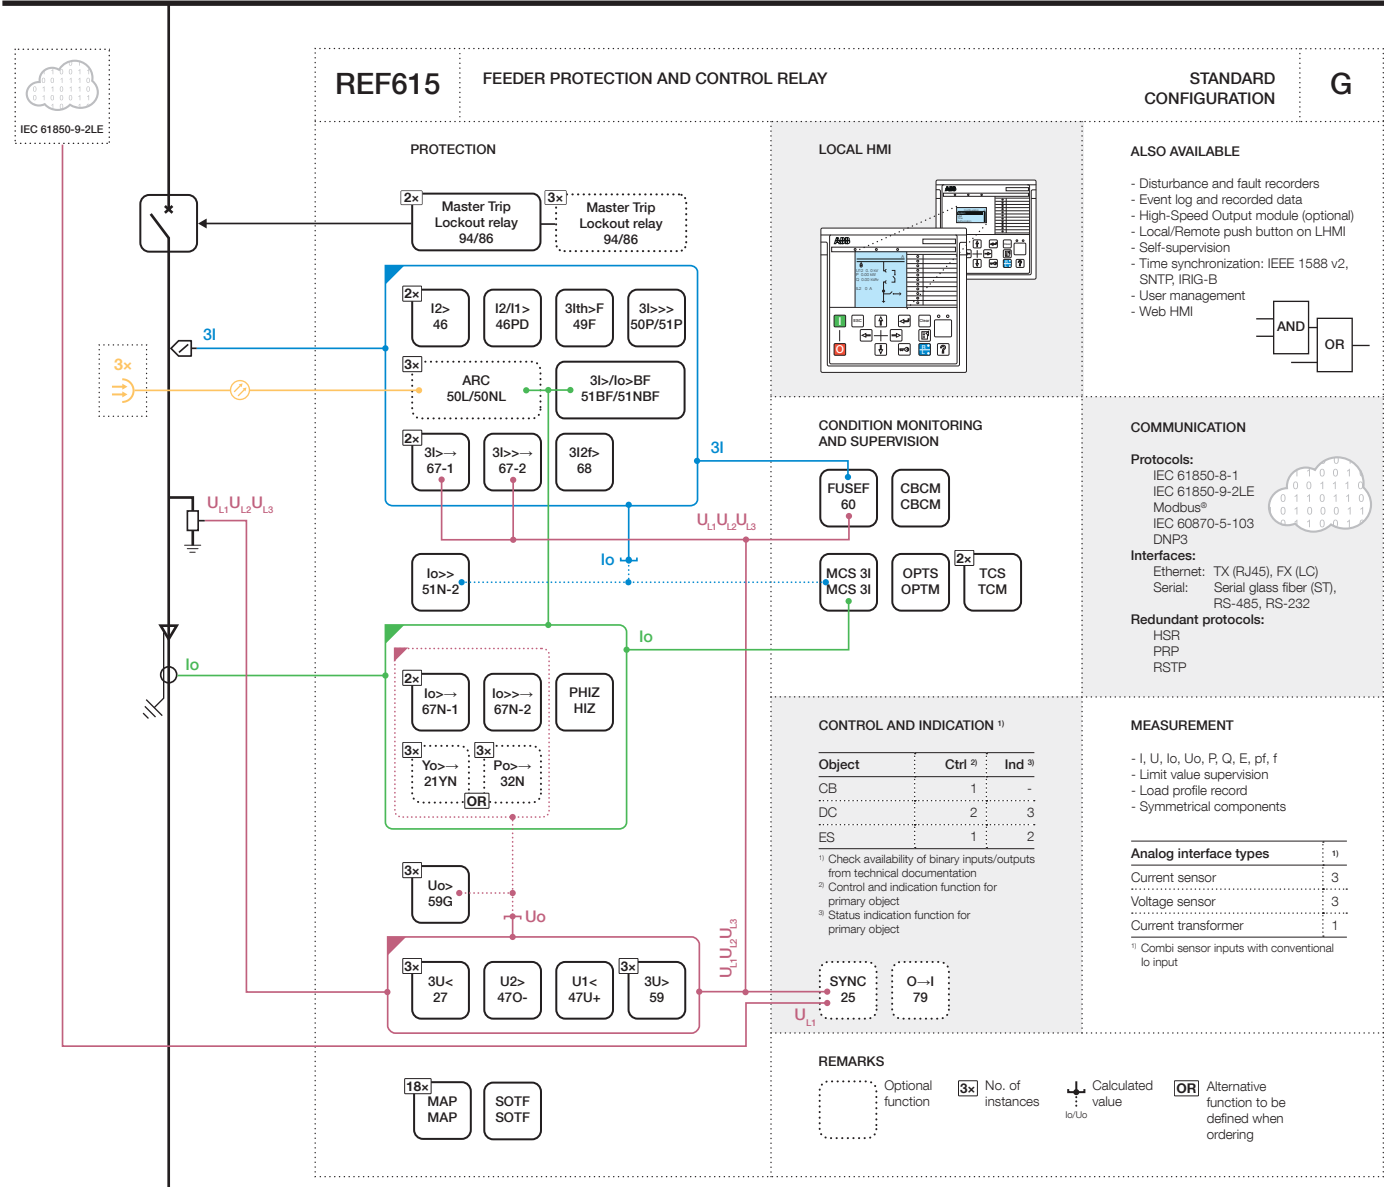 REF615
FEEDER PROTECTION AND CONTROL RELAY
STANDARD
CONFIGURATION
G
IEC 61850-9-2LE
PROTECTION
2×
Master Trip
Lockout relay
94/86
3×
Master Trip
Lockout relay
94/86
2×
I2>
46
I2/I1>
46PD
3Ith>F
49F
3I>>>
50P/51P
3I
3×
3×
ARC
50L/50NL
3I>/Io>BF
51BF/51NBF
2×
3I>→
67-1
3I>>→
67-2
3I2f>
68
3I
UL1UL2UL3
UL1UL2UL3
Io
Io>>
51N-2
Io
Io
2×
Io>→
67N-1
Io>>→
67N-2
PHIZ
HIZ
3×
Yo>→
21YN
3×
Po>→
32N
OR
3×
Uo>
59G
Uo
3×
3U<
27
U2>
47O-
U1<
47U+
3×
3U>
59
UL1UL2UL3
UL1
18×
MAP
MAP
SOTF
SOTF
LOCAL HMI
ABB
ABB
CONDITION MONITORING
AND SUPERVISION
FUSEF
60
CBCM
CBCM
MCS 3I
MCS 3I
OPTS
OPTM
2×
TCS
TCM
CONTROL AND INDICATION 1)
Object Ctrl 2) Ind 3)
CB 1 -
DC 2 3
ES 1 2
1) Check availability of binary inputs/outputs
from technical documentation
2) Control and indication function for
primary object
3) Status indication function for
primary object
SYNC
25
O→I
79
ALSO AVAILABLE
- Disturbance and fault recorders
- Event log and recorded data
- High-Speed Output module (optional)
- Local/Remote push button on LHMI
- Self-supervision
- Time synchronization: IEEE 1588 v2,
SNTP, IRIG-B
- User management
- Web HMI
AND
OR
COMMUNICATION
Protocols:
IEC 61850-8-1
IEC 61850-9-2LE
Modbus®
IEC 60870-5-103
DNP3
Interfaces:
Ethernet: TX (RJ45), FX (LC)
Serial: Serial glass fiber (ST),
RS-485, RS-232
Redundant protocols:
HSR
PRP
RSTP
MEASUREMENT
- I, U, Io, Uo, P, Q, E, pf, f
- Limit value supervision
- Load profile record
- Symmetrical components
Analog interface types 1)
Current sensor 3
Voltage sensor 3
Current transformer 1
1) Combi sensor inputs with conventional
Io input
REMARKS
Optional
function
3×
No. of
instances
Io/Uo
Calculated
value
OR
Alternative
function to be
defined when
ordering